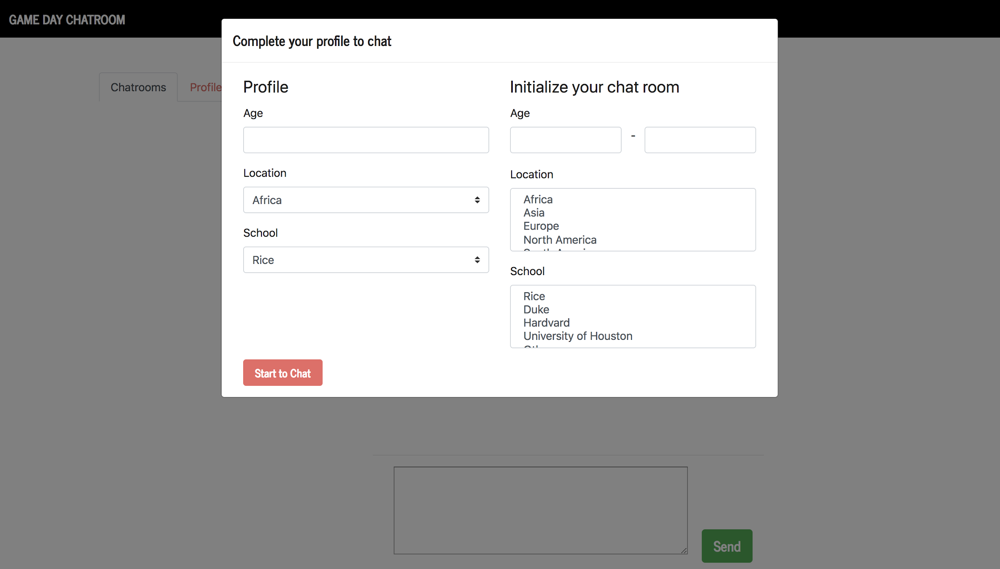 GAME DAY CHATROOM
Complete your profile to chat
Chatrooms
Profile
Profile
Age
Location
Africa
School
Rice
Initialize your chat room
Age
-
Location
Africa
Asia
Europe
North America
School
Rice
Duke
Hardvard
University of Houston
Start to Chat
Send